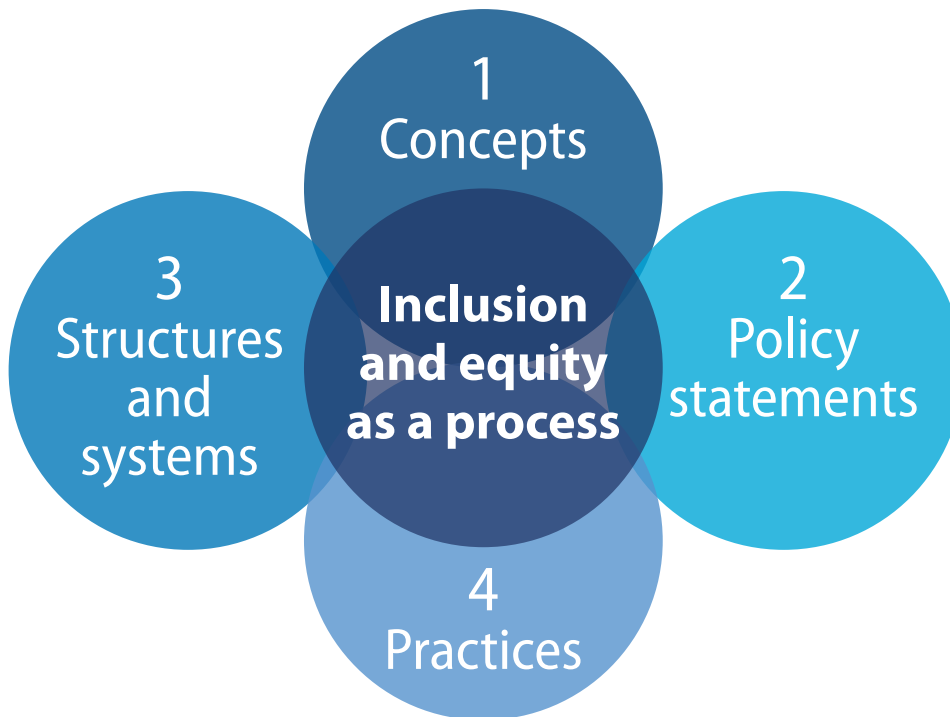 1
Concepts
3
Structures
and
systems
Inclusion
and equity
as a process
2
Policy
statements
4
Practices